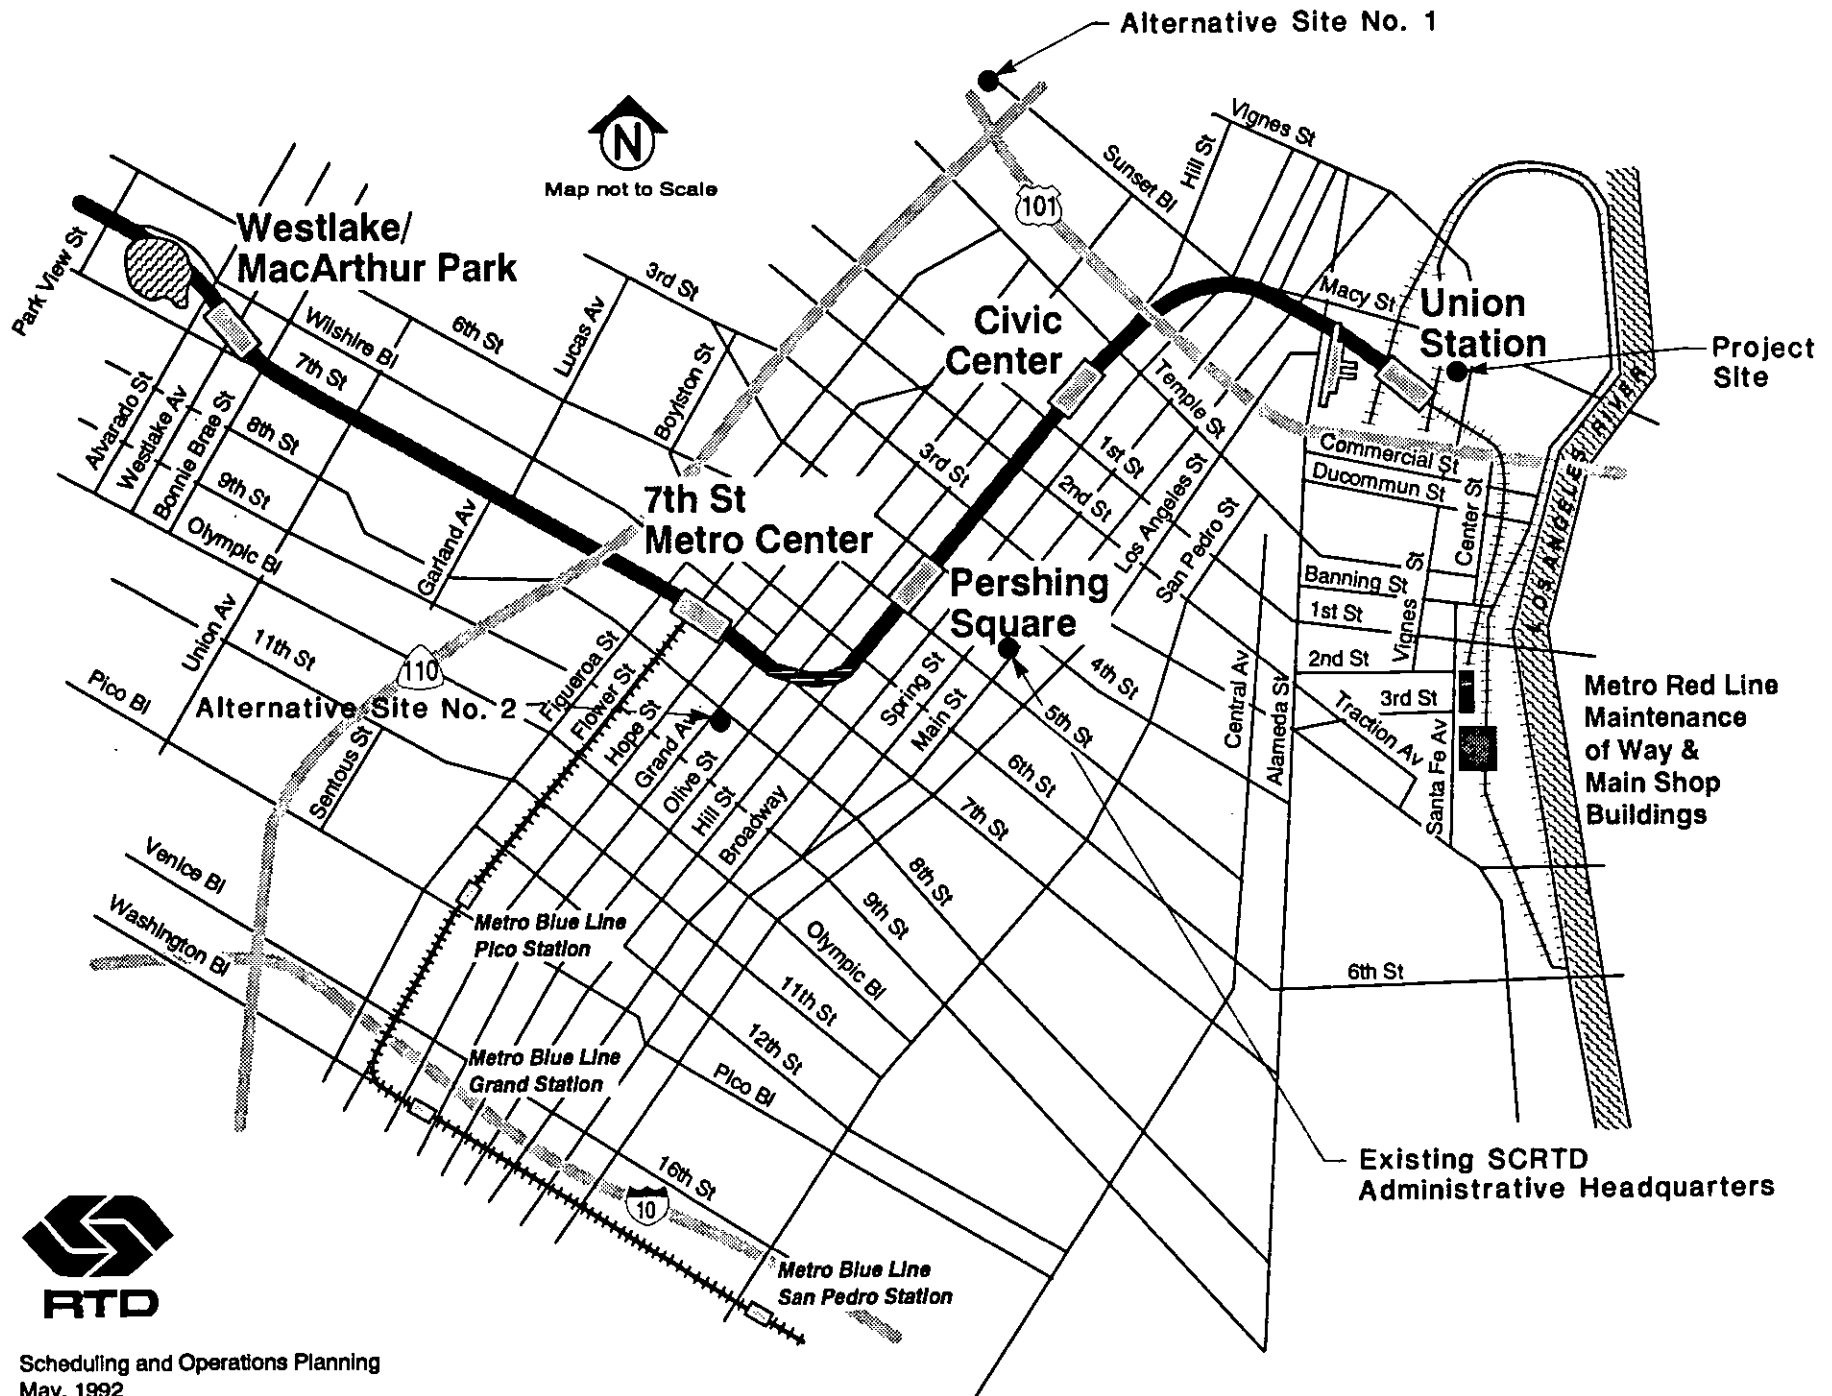 Alternative Site No. 1
N
Map not to Scale
Vignes St
Hill St
Sunset Bl
101
Westlake/
MacArthur Park
Park View St
3rd St
6th St
Wilshire Bl
7th St
Lucas Av
Boylston St
Civic
Center
Macy St
Union
Station
Project
Site
Temple St
Alvarado St
Westlake Av
Bonnie Brae St
8th St
9th St
Olympic Bl
Garland Av
Union Av
11th St
Pico Bl
7th St
Metro Center
3rd St
1st St
2nd St
Los Angeles St
San Pedro St
Commercial St
Ducommun St
Center St
LOS ANGELES RIVER
Banning St
1st St
Vignes St
2nd St
3rd St
Traction Av
Santa Fe Av
Central Av
Alameda St
Pershing
Square
4th St
5th St
6th St
7th St
8th St
9th St
Spring St
Main St
110
Alternative Site No. 2
Figueroa St
Flower St
Hope St
Grand Av
Olive St
Hill St
Broadway
Sentous St
Metro Red Line
Maintenance
of Way &
Main Shop
Buildings
Venice Bl
Washington Bl
Metro Blue Line
Pico Station
Olympic Bl
11th St
12th St
Pico Bl
6th St
Metro Blue Line
Grand Station
16th St
10
Existing SCRTD
Administrative Headquarters
Metro Blue Line
San Pedro Station
RTD
Scheduling and Operations Planning
May, 1992